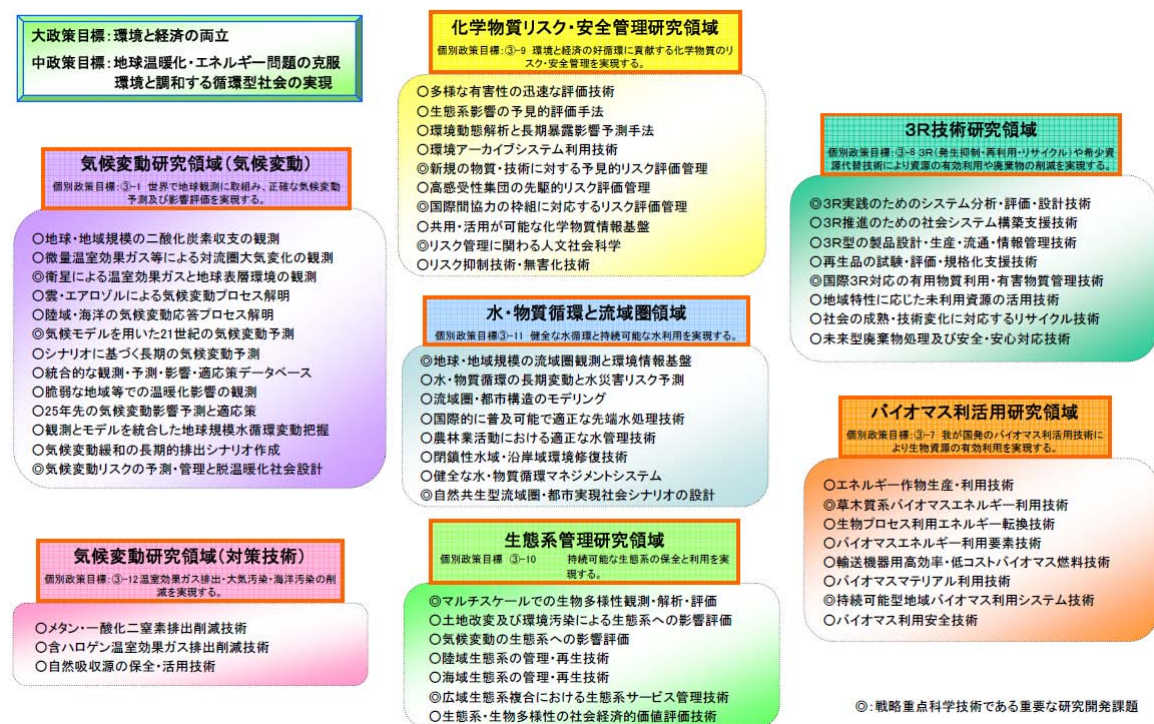 大政策目標：環境と経済の両立
中政策目標：地球温暖化・エネルギー問題の克服
環境と調和する循環型社会の実現
気候変動研究領域（気候変動）
個別政策目標：③-1 世界で地球観測に取組み、正確な気候変動
予測及び影響評価を実現する。
○地球・地域規模の二酸化炭素収支の観測
○微量温室効果ガス等による対流圏大気変化の観測
◎衛星による温室効果ガスと地球表層環境の観測
○雲・エアロゾルによる気候変動プロセス解明
○陸域・海洋の気候変動応答プロセス解明
◎気候モデルを用いた21世紀の気候変動予測
○シナリオに基づく長期の気候変動予測
○統合的な観測・予測・影響・適応策データベース
○脆弱な地域等での温暖化影響の観測
○25年先の気候変動影響予測と適応策
○観測とモデルを統合した地球規模水循環変動把握
○気候変動緩和の長期的排出シナリオ作成
◎気候変動リスクの予測・管理と脱温暖化社会設計
気候変動研究領域（対策技術）
個別政策目標：③-12温室効果ガス排出・大気汚染・海洋汚染の削
減を実現する。
○メタン・一酸化二窒素排出削減技術
○含ハロゲン温室効果ガス排出削減技術
○自然吸収源の保全・活用技術
化学物質リスク・安全管理研究領域
個別政策目標：③-9 環境と経済の好循環に貢献する化学物質のリ
スク・安全管理を実現する。
○多様な有害性の迅速な評価技術
○生態系影響の予見的評価手法
○環境動態解析と長期暴露影響予測手法
○環境アーカイブシステム利用技術
◎新規の物質・技術に対する予見的リスク評価管理
○高感受性集団の先駆的リスク評価管理
◎国際間協力の枠組に対応するリスク評価管理
○共用・活用が可能な化学物質情報基盤
◎リスク管理に関わる人文社会科学
○リスク抑制技術・無害化技術
水・物質循環と流域圏領域
個別政策目標③-11 健全な水循環と持続可能な水利用を実現する。
◎地球・地域規模の流域圏観測と環境情報基盤
○水・物質循環の長期変動と水災害リスク予測
○流域圏・都市構造のモデリング
○国際的に普及可能で適正な先端水処理技術
○農林業活動における適正な水管理技術
○閉鎖性水域・沿岸域環境修復技術
○健全な水・物質循環マネジメントシステム
◎自然共生型流域圏・都市実現社会シナリオの設計
生態系管理研究領域
個別政策目標 ③-10 持続可能な生態系の保全と利用を実
現する。
◎マルチスケールでの生物多様性観測・解析・評価
○土地改変及び環境汚染による生態系への影響評価
○気候変動の生態系への影響評価
○陸域生態系の管理・再生技術
○海域生態系の管理・再生技術
◎広域生態系複合における生態系サービス管理技術
○生態系・生物多様性の社会経済的価値評価技術
3R技術研究領域
個別政策目標：③-8 3R（発生抑制・再利用・リサイクル）や希少資
源代替技術により資源の有効利用や廃棄物の削減を実現する。
◎3R実践のためのシステム分析・評価・設計技術
○3R推進のための社会システム構築支援技術
○3R型の製品設計・生産・流通・情報管理技術
○再生品の試験・評価・規格化支援技術
◎国際3R対応の有用物質利用・有害物質管理技術
○地域特性に応じた未利用資源の活用技術
○社会の成熟・技術変化に対応するリサイクル技術
○未来型廃棄物処理及び安全・安心対応技術
バイオマス利活用研究領域
個別政策目標：③-7 我が国発のバイオマス利活用技術によ
り生物資源の有効利用を実現する。
○エネルギー作物生産・利用技術
◎草木質系バイオマスエネルギー利用技術
○生物プロセス利用エネルギー転換技術
○バイオマスエネルギー利用要素技術
○輸送機器用高効率・低コストバイオマス燃料技術
○バイオマスマテリアル利用技術
◎持続可能型地域バイオマス利用システム技術
○バイオマス利用安全技術
◎：戦略重点科学技術である重要な研究開発課題